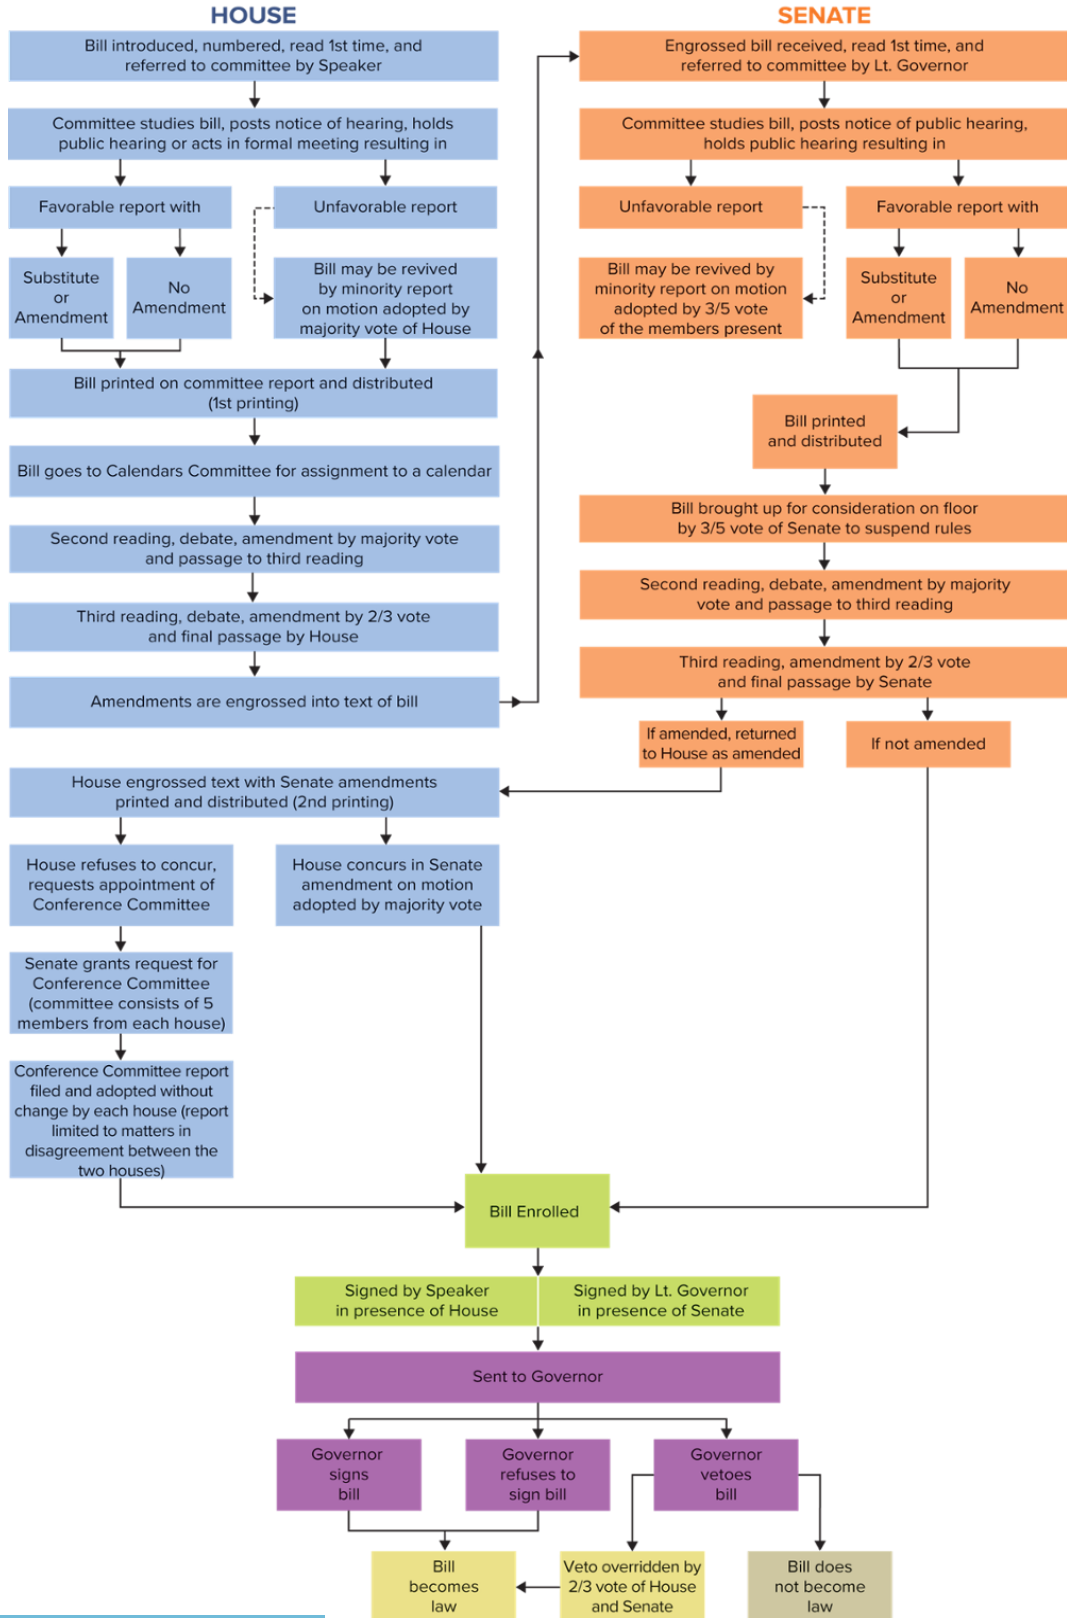 HOUSE
Bill introduced, numbered, read 1st time, and
referred to committee by Speaker
Committee studies bill, posts notice of hearing, holds
public hearing or acts in formal meeting resulting in
Favorable report with
Unfavorable report
Substitute
or
Amendment
No
Amendment
Bill may be revived
by minority report
on motion adopted by
majority vote of House
Bill printed on committee report and distributed
(1st printing)
Bill goes to Calendars Committee for assignment to a calendar
Second reading, debate, amendment by majority vote
and passage to third reading
Third reading, debate, amendment by 2/3 vote
and final passage by House
Amendments are engrossed into text of bill
SENATE
Engrossed bill received, read 1st time, and
referred to committee by Lt. Governor
Committee studies bill, posts notice of public hearing,
holds public hearing resulting in
Unfavorable report
Favorable report with
Bill may be revived by
minority report on motion
adopted by 3/5 vote
of the members present
Substitute
or
Amendment
No
Amendment
Bill printed
and distributed
Bill brought up for consideration on floor
by 3/5 vote of Senate to suspend rules
Second reading, debate, amendment by majority
vote and passage to third reading
Third reading, amendment by 2/3 vote
and final passage by Senate
If amended, returned
to House as amended
If not amended
House engrossed text with Senate amendments
printed and distributed (2nd printing)
House refuses to concur,
requests appointment of
Conference Committee
House concurs in Senate
amendment on motion
adopted by majority vote
Senate grants request for
Conference Committee
(committee consists of 5
members from each house)
Conference Committee report
filed and adopted without
change by each house (report
limited to matters in
disagreement between the
two houses)
Bill Enrolled
Signed by Speaker
in presence of House
Signed by Lt. Governor
in presence of Senate
Sent to Governor
Governor
signs
bill
Governor
refuses to
sign bill
Governor
vetoes
bill
Bill
becomes
law
Veto overridden by
2/3 vote of House
and Senate
Bill does
not become
law